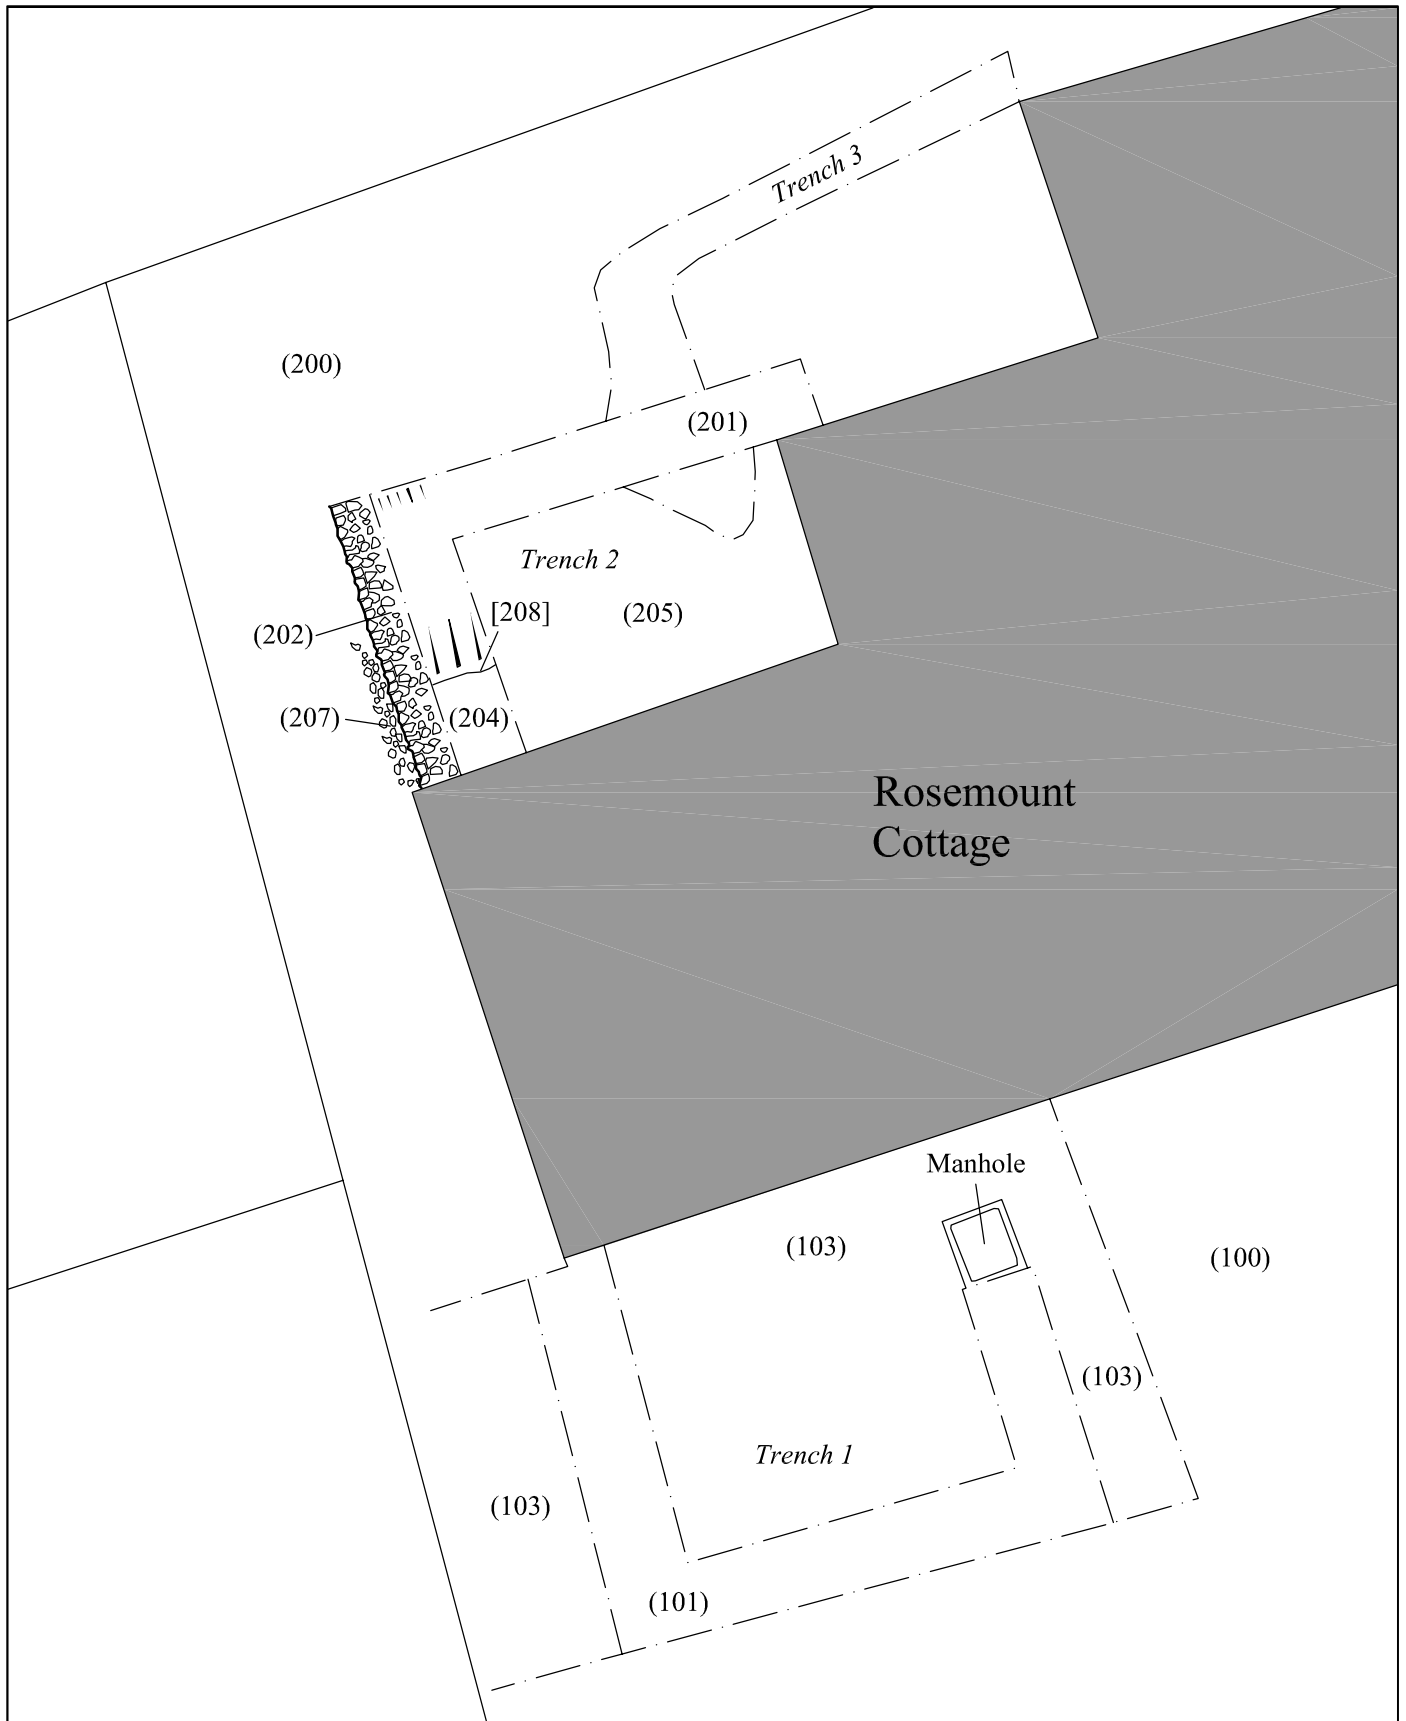 Trench 3
(200)
(201)
Trench 2
[208]
(205)
(202)
(207)
(204)
Rosemount
Cottage
Manhole
(103)
(100)
(103)
Trench 1
(103)
(101)